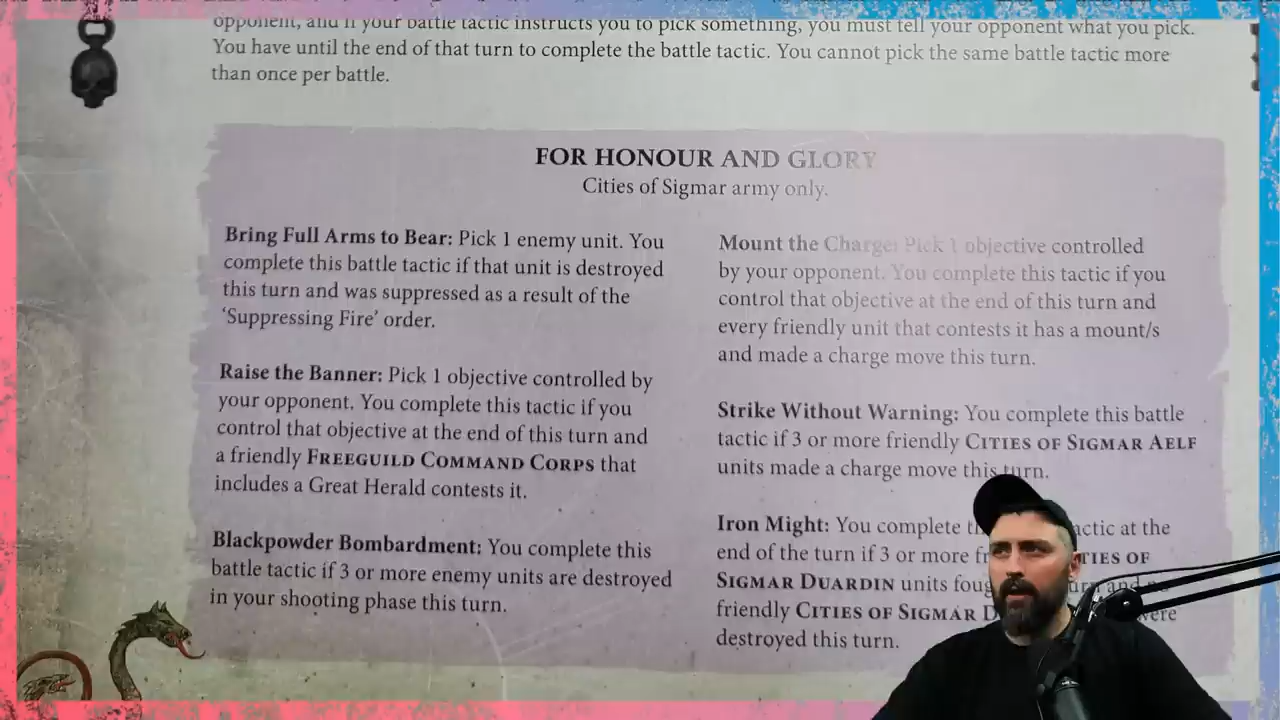 opponent, and if your battle tactic instructs you to pick something, you must tell your opponent what you pick.
You have until the end of that turn to complete the battle tactic. You cannot pick the same battle tactic more
than once per battle.
FOR HONOUR AND GLORY
Cities of Sigmar army only.
Bring Full Arms to Bear: Pick 1 enemy unit. You
complete this battle tactic if that unit is destroyed
this turn and was suppressed as a result of the
‘Suppressing Fire’ order.
Raise the Banner: Pick 1 objective controlled by
your opponent. You complete this tactic if you
control that objective at the end of this turn and
a friendly FREEGUILD COMMAND CORPS that
includes a Great Herald contests it.
Blackpowder Bombardment: You complete this
battle tactic if 3 or more enemy units are destroyed
in your shooting phase this turn.
Mount the Charge: Pick 1 objective controlled
by your opponent. You complete this tactic if you
control that objective at the end of this turn and
every friendly unit that contests it has a mount/s
and made a charge move this turn.
Strike Without Warning: You complete this battle
tactic if 3 or more friendly CITIES OF SIGMAR AELF
units made a charge move this turn.
Iron Might: You complete tactic at the
end of the turn if 3 or more OF
SIGMAR DUARDIN units and
friendly CITIES OF SIGMAR were
destroyed this turn.